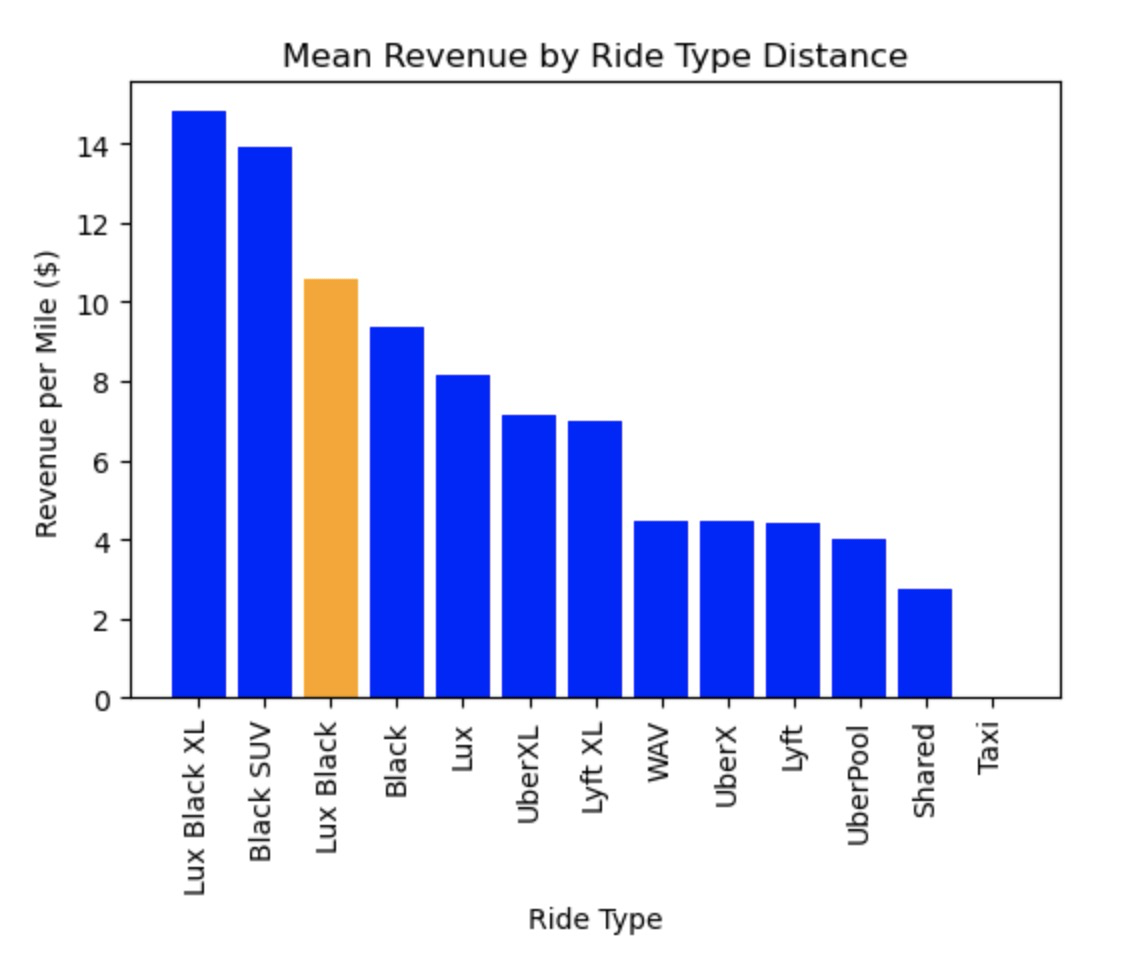 Mean Revenue by Ride Type Distance
Revenue per Mile ($)
14
12
10
8
6
4
2
0
Lux Black XL
Black SUV
Lux Black
Black
Lux
UberXL
Lyft XL
WAV
UberX
Lyft
UberPool
Shared
Taxi
Ride Type